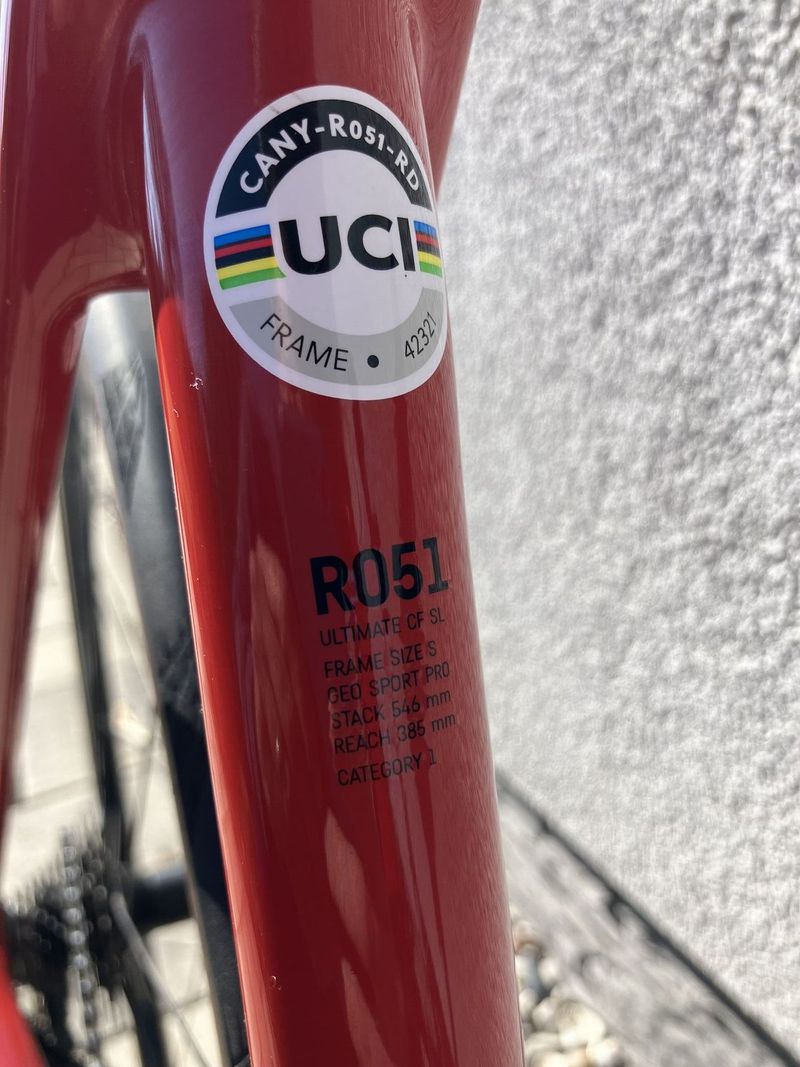 CANY-R051-RD
UCI
FRAME • 42321
R051
ULTIMATE CF SL
FRAME SIZE S
GEO SPORT PRO
STACK 546 mm
REACH 385 mm
CATEGORY 1